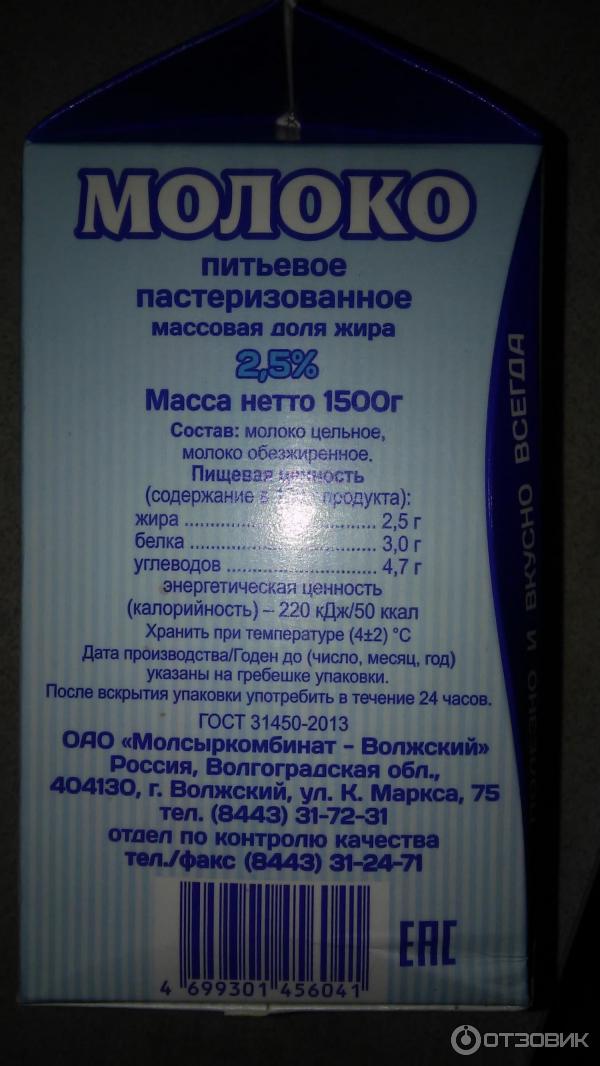 МОЛОКО
питьевое
пастеризованное
массовая доля жира
2,5%
Масса нетто 1500г
Состав: молоко цельное,
молоко обезжиренное.
Пищевая ценность
(содержание в продукта):
жира ........................ 2,5 г
белка ........................ 3,0 г
углеводов ........................ 4,7 г
энергетическая ценность
(калорийность) – 220 кДж/50 ккал
Хранить при температуре (4±2) °С
Дата производства/Годен до (число, месяц, год)
указаны на гребешке упаковки.
После вскрытия упаковки употребить в течение 24 часов.
ГОСТ 31450-2013
ОАО «Молсыркомбинат - Волжский»
Россия, Волгоградская обл.,
404130, г. Волжский, ул. К. Маркса, 75
тел. (8443) 31-72-31
отдел по контролю качества
тел./факс (8443) 31-24-71
4 699301 456041
ЕАС
ПОЛЕЗНО И ВКУСНО ВСЕГДА
ОТЗОВИК